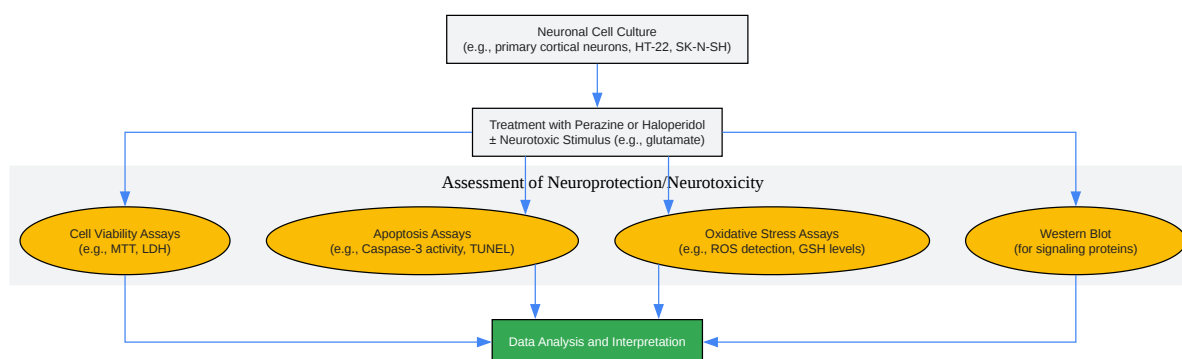 Neuronal Cell Culture
(e.g., primary cortical neurons, HT-22, SK-N-SH)
Treatment with Perazine or Haloperidol
± Neurotoxic Stimulus (e.g., glutamate)
Assessment of Neuroprotection/Neurotoxicity
Cell Viability Assays
(e.g., MTT, LDH)
Apoptosis Assays
(e.g., Caspase-3 activity, TUNEL)
Oxidative Stress Assays
(e.g., ROS detection, GSH levels)
Western Blot
(for signaling proteins)
Data Analysis and Interpretation